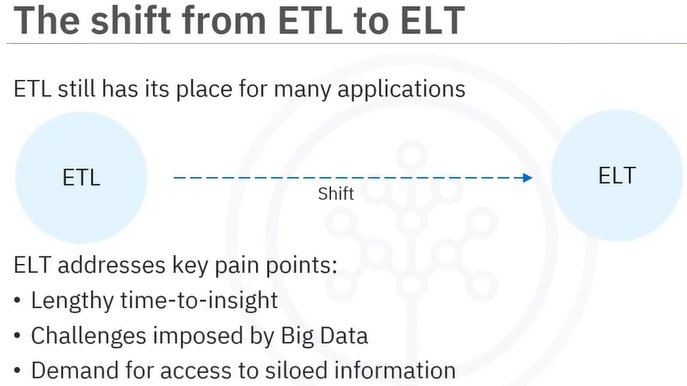 The shift from ETL to ELT
ETL still has its place for many applications
ETL
Shift
ELT
ELT addresses key pain points:
• Lengthy time-to-insight
• Challenges imposed by Big Data
• Demand for access to siloed information